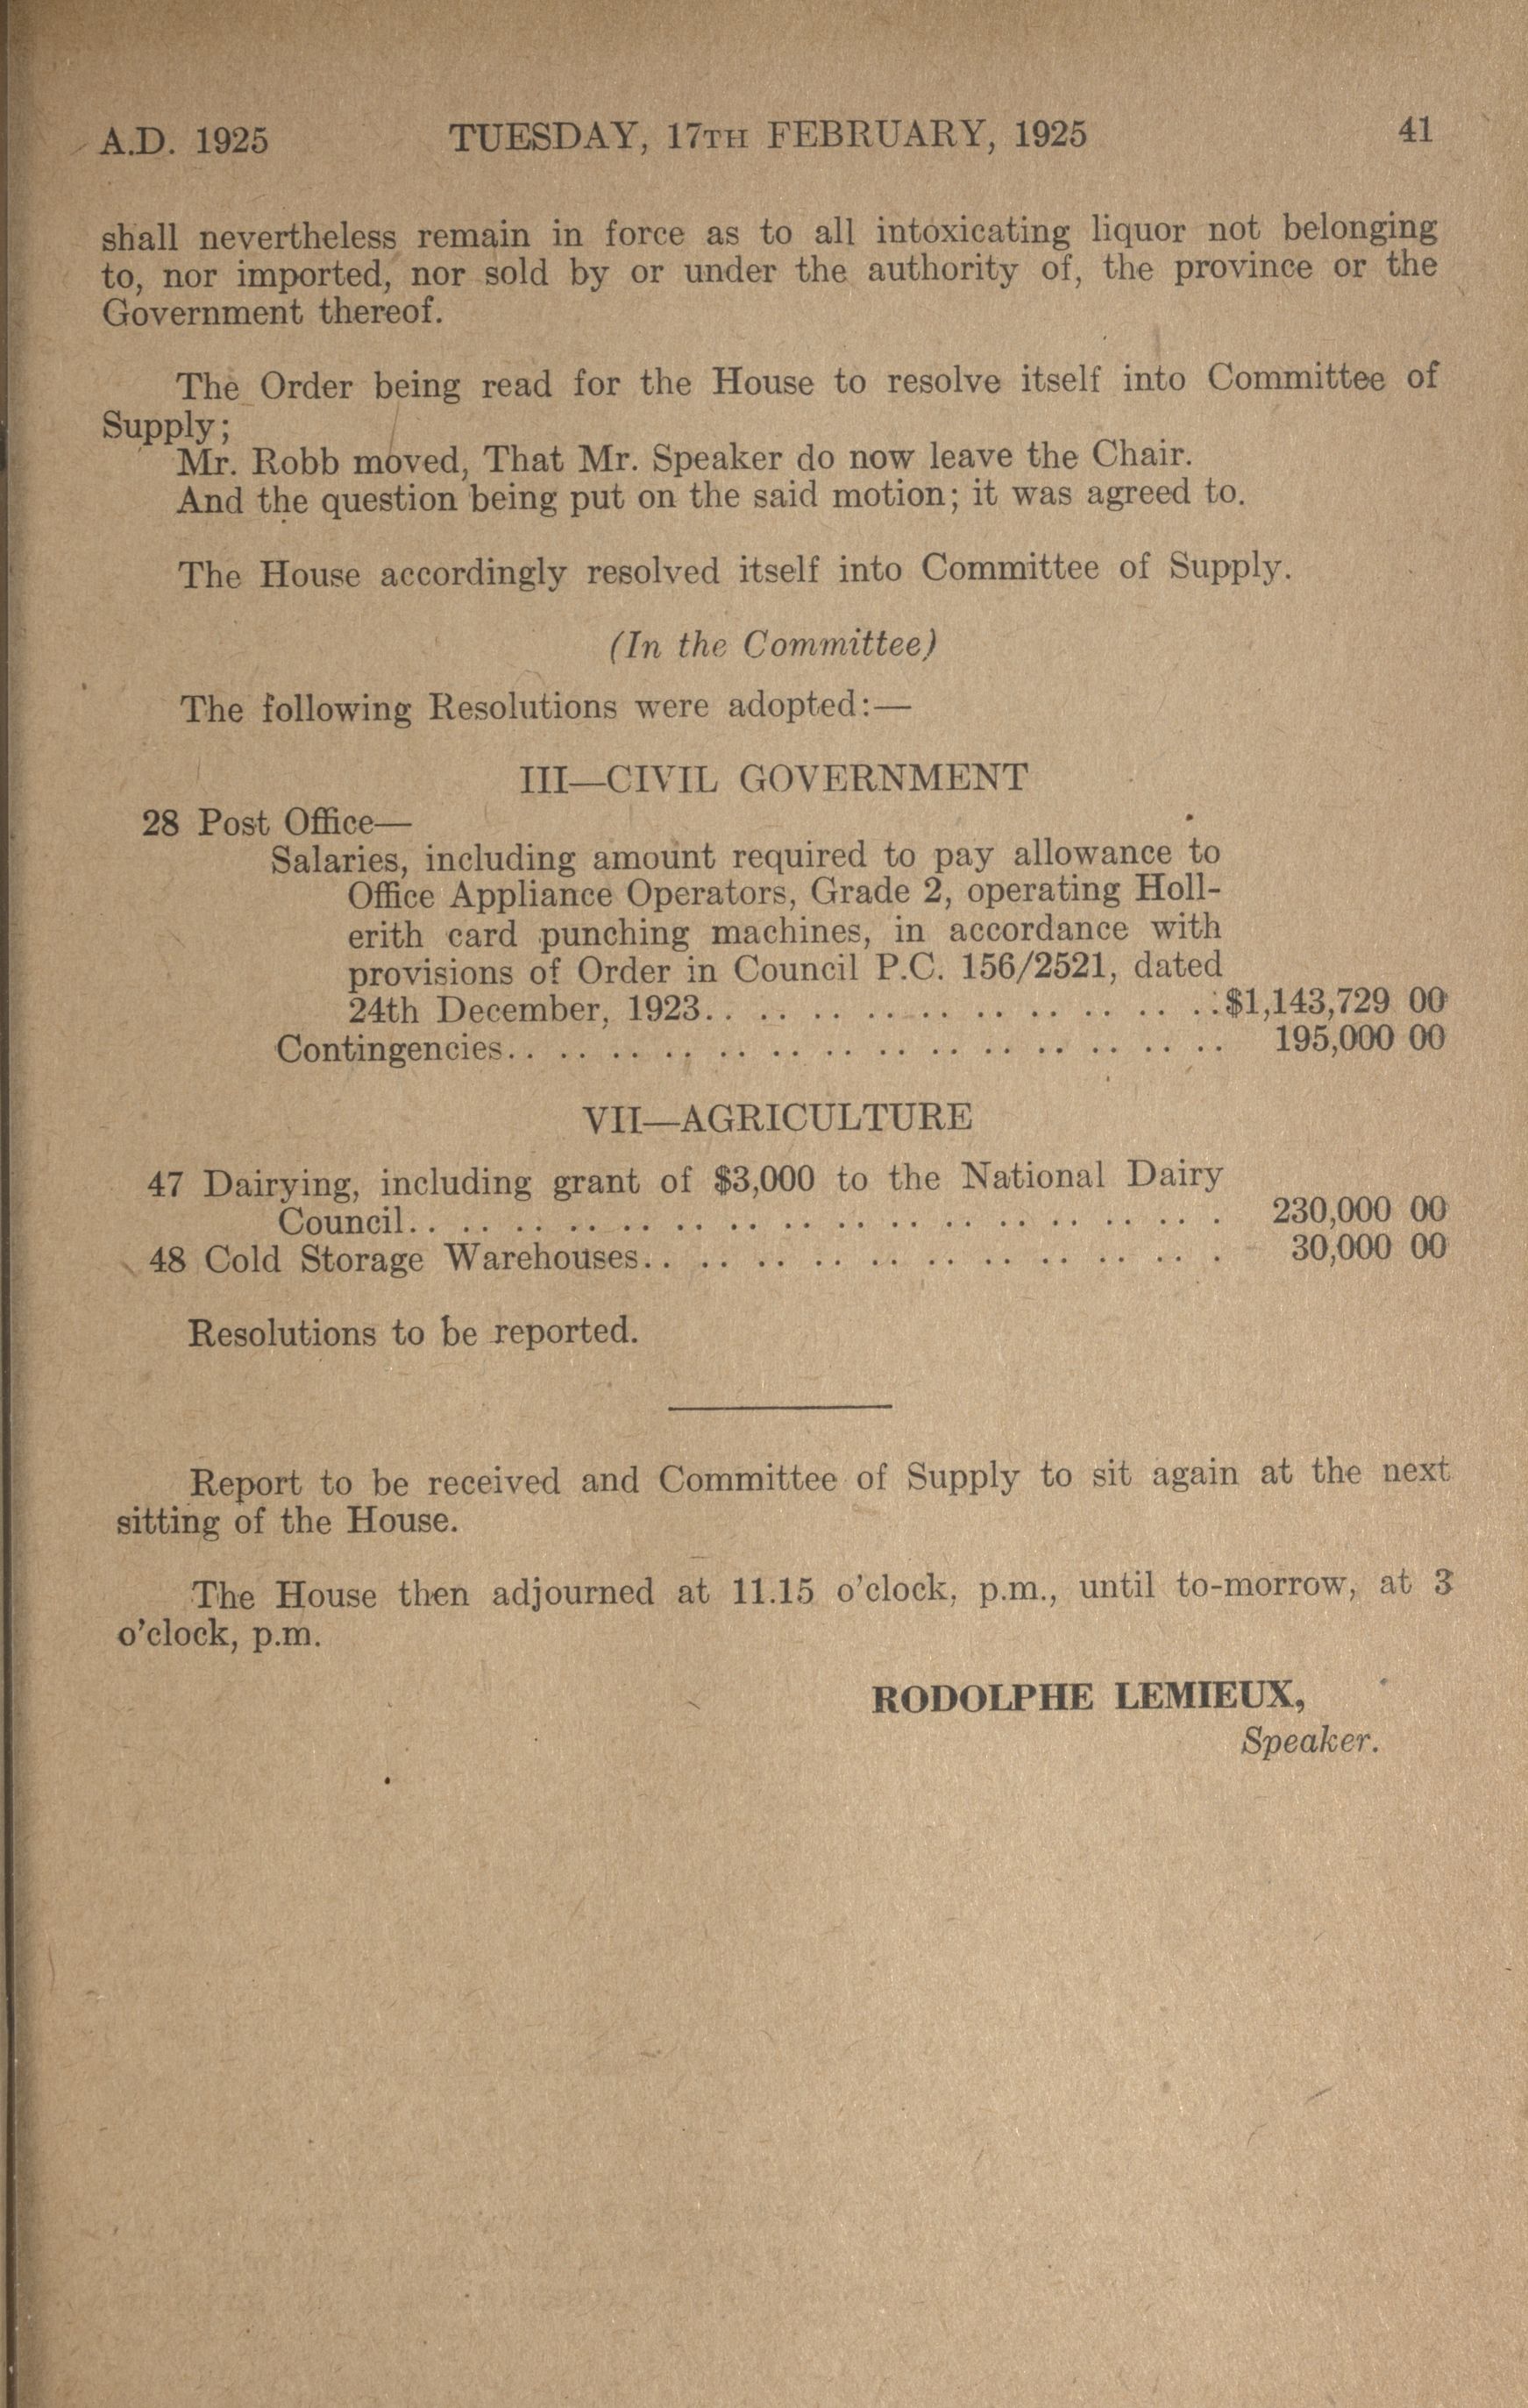 A.D. 1925 TUESDAY, 17TH FEBRUARY, 1925 41
shall nevertheless remain in force as to all intoxicating liquor not belonging
to, nor imported, nor sold by or under the authority of, the province or the
Government thereof.
The Order being read for the House to resolve itself into Committee of
Supply;
Mr. Robb moved, That Mr. Speaker do now leave the Chair.
And the question being put on the said motion; it was agreed to.
The House accordingly resolved itself into Committee of Supply.
(In the Committee)
The following Resolutions were adopted:—
III—CIVIL GOVERNMENT
28 Post Office—
Salaries, including amount required to pay allowance to
Office Appliance Operators, Grade 2, operating Holl-
erith card punching machines, in accordance with
provisions of Order in Council P.C. 156/2521, dated
24th December, 1923.. .. .. .. .. .. .. .. .. ..$1,143,729 00
Contingencies.. .. .. .. .. .. .. .. .. .. .. .. .. .. 195,000 00
VII—AGRICULTURE
47 Dairying, including grant of $3,000 to the National Dairy
Council.. .. .. .. .. .. .. .. .. .. .. .. .. .. .. . 230,000 00
48 Cold Storage Warehouses.. .. .. .. .. .. .. .. .. .. . 30,000 00
Resolutions to be reported.
Report to be received and Committee of Supply to sit again at the next
sitting of the House.
The House then adjourned at 11.15 o'clock, p.m., until to-morrow, at 3
o'clock, p.m.
RODOLPHE LEMIEUX,
Speaker.